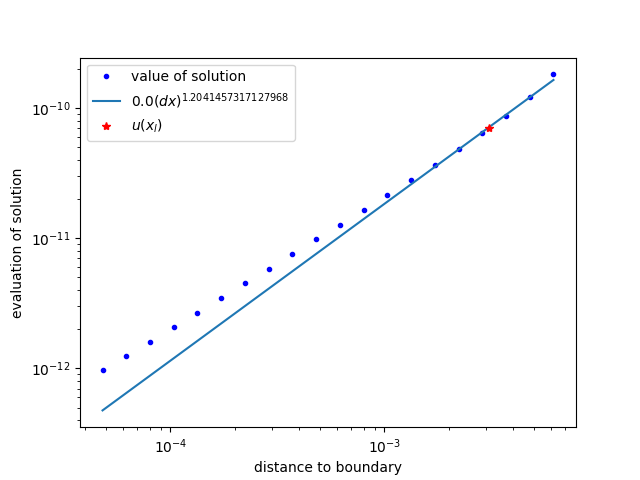 value of solution
0.0(dx)^1.2041457317127968
u(x_l)
10^-10
10^-11
10^-12
evaluation of solution
10^-4
10^-3
distance to boundary